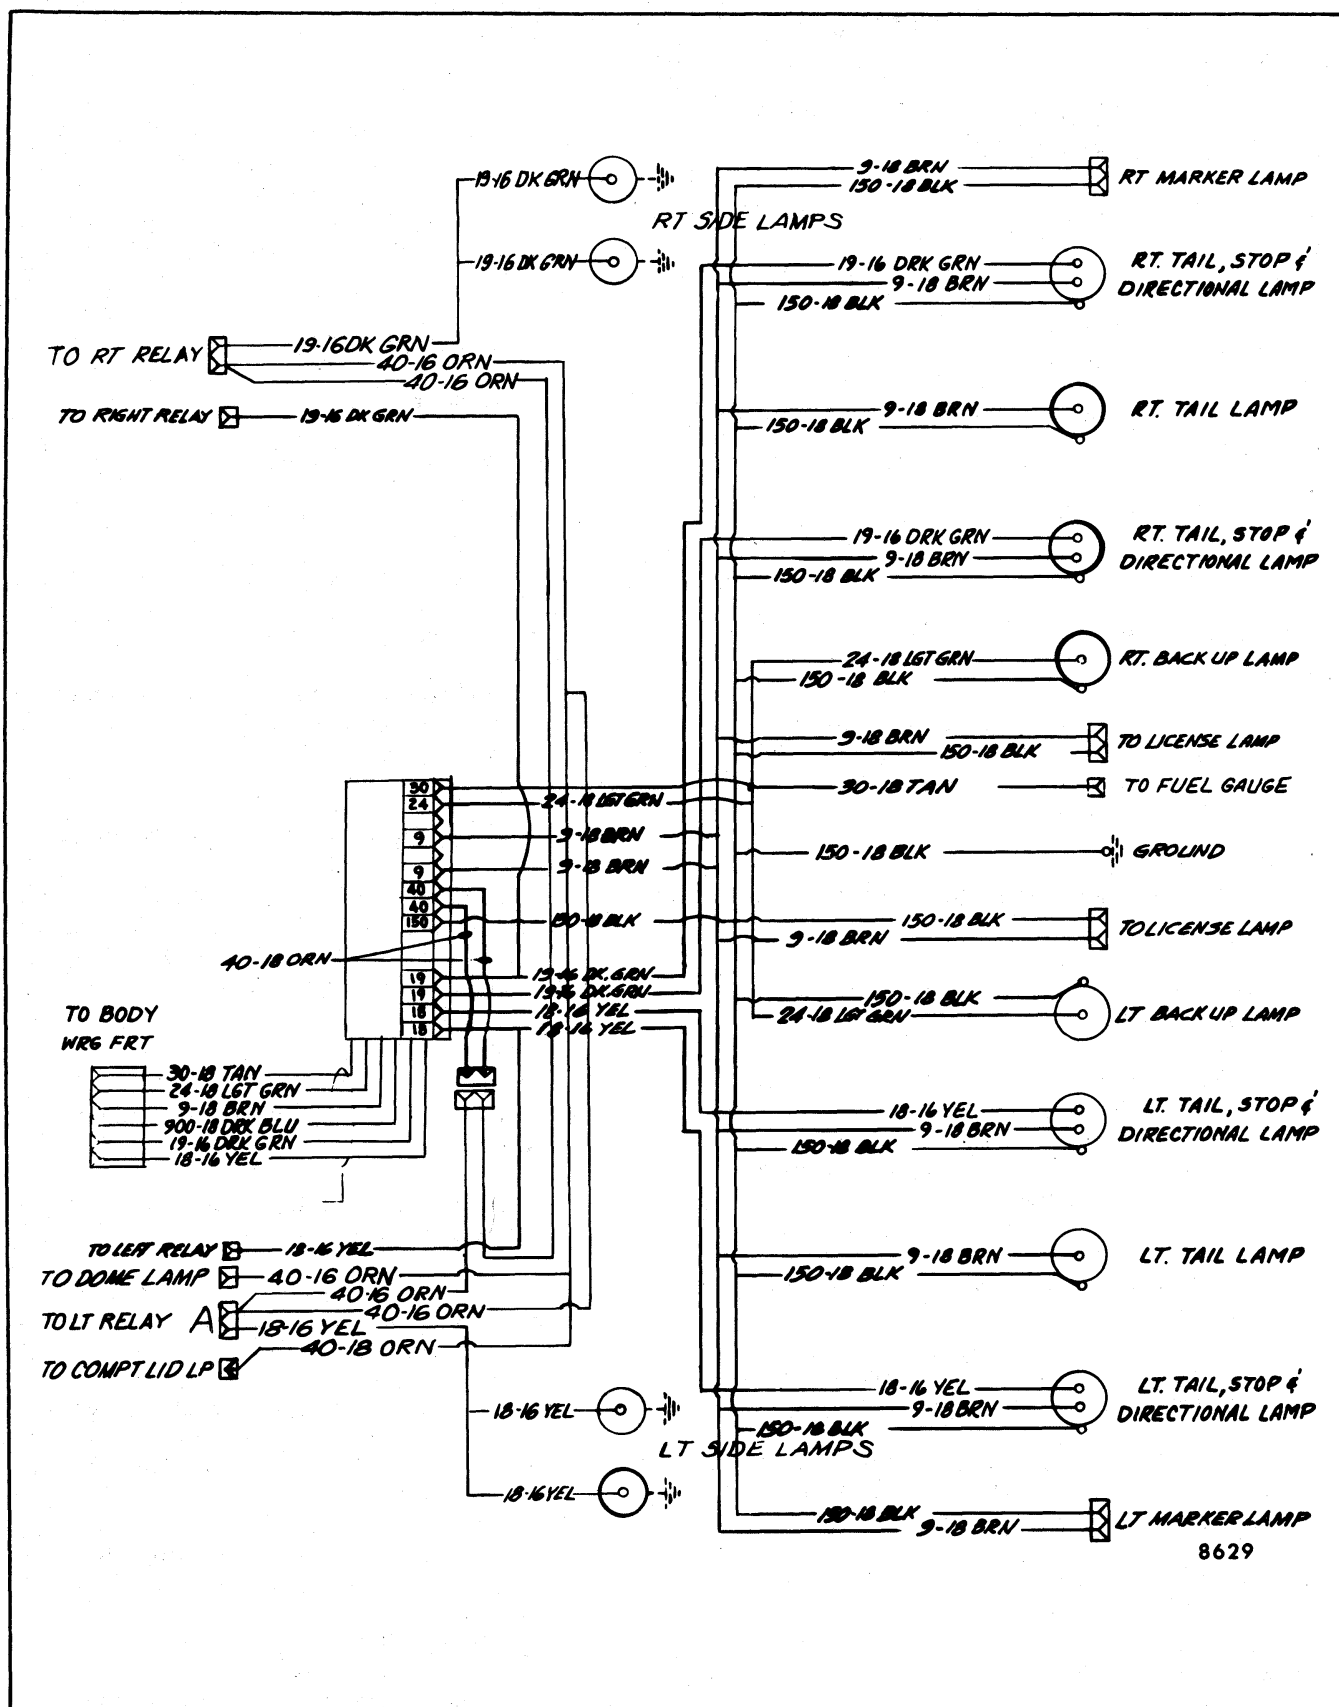 19-16 DK GRN
RT SIDE LAMPS
19-16 DK GRN
TO RT RELAY
19-16 DK GRN
40-16 ORN
40-16 ORN
TO RIGHT RELAY
19-16 DK GRN
9-18 BRN
150-18 BLK
RT MARKER LAMP
19-16 DRK GRN
9-18 BRN
150-18 BLK
RT. TAIL, STOP &
DIRECTIONAL LAMP
9-18 BRN
150-18 BLK
RT. TAIL LAMP
19-16 DRK GRN
9-18 BRN
150-18 BLK
RT. TAIL, STOP &
DIRECTIONAL LAMP
24-18 LGT GRN
150-18 BLK
RT. BACK UP LAMP
9-18 BRN
150-18 BLK
TO LICENSE LAMP
30-18 TAN
TO FUEL GAUGE
150-18 BLK
GROUND
150-18 BLK
9-18 BRN
TO LICENSE LAMP
150-18 BLK
24-18 LGT GRN
LT BACK UP LAMP
18-16 YEL
9-18 BRN
150-18 BLK
LT. TAIL, STOP &
DIRECTIONAL LAMP
9-18 BRN
150-18 BLK
LT. TAIL LAMP
18-16 YEL
9-18 BRN
150-18 BLK
LT. TAIL, STOP &
DIRECTIONAL LAMP
150-18 BLK
9-18 BRN
LT MARKER LAMP
8629
30
24
24-18 LGT GRN
9
9-18 BRN
9
9-18 BRN
40
40
150
150-18 BLK
40-18 ORN
19
19-16 DK. GRN
19
19-16 DK. GRN
18
18-16 YEL
18
18-16 YEL
TO BODY
WRG FRT
30-18 TAN
24-18 LGT GRN
9-18 BRN
900-18 DRK BLU
19-16 DRK GRN
18-16 YEL
TO LEFT RELAY
18-16 YEL
TO DOME LAMP
40-16 ORN
40-16 ORN
TO LT RELAY A
40-16 ORN
18-16 YEL
TO COMPT LID LP
40-18 ORN
18-16 YEL
LT SIDE LAMPS
18-16 YEL